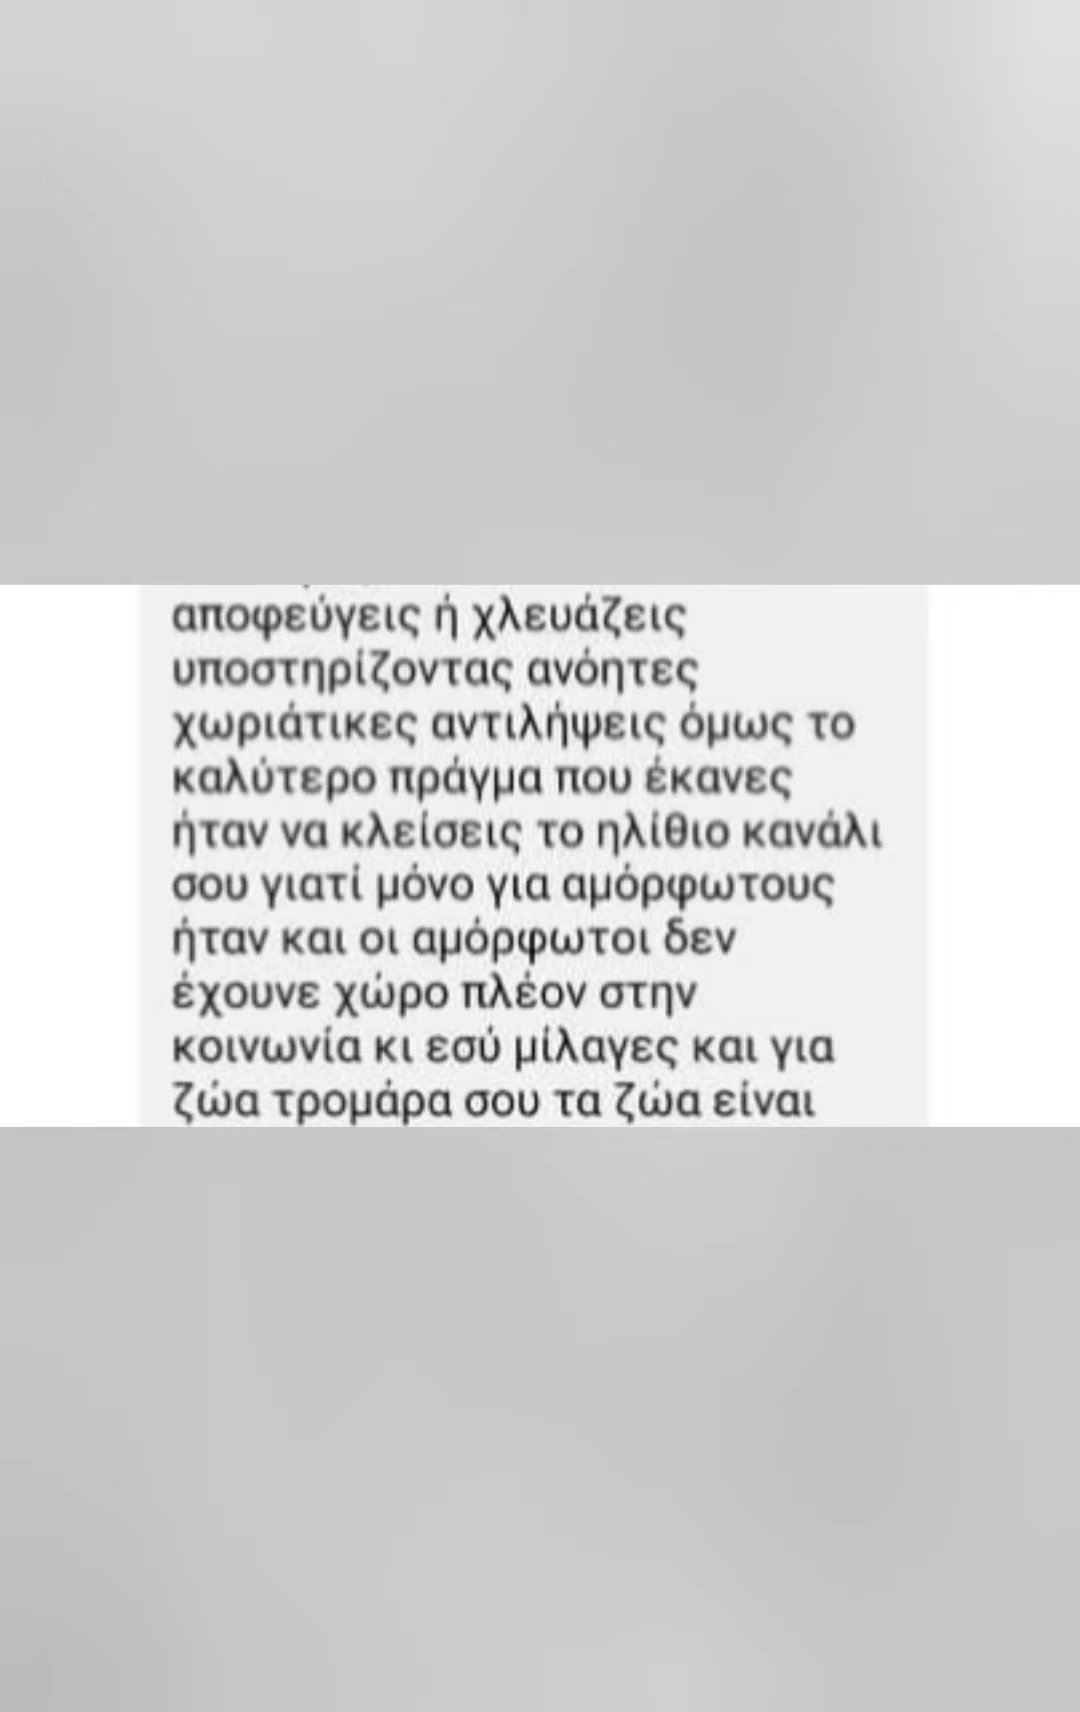 αποφεύγεις ή χλευάζεις
υποστηρίζοντας ανόητες
χωριάτικες αντιλήψεις όμως το
καλύτερο πράγμα που έκανες
ήταν να κλείσεις το ηλίθιο κανάλι
σου γιατί μόνο για αμόρφωτους
ήταν και οι αμόρφωτοι δεν
έχουνε χώρο πλέον στην
κοινωνία κι εσύ μίλαγες και για
ζώα τρομάρα σου τα ζώα είναι